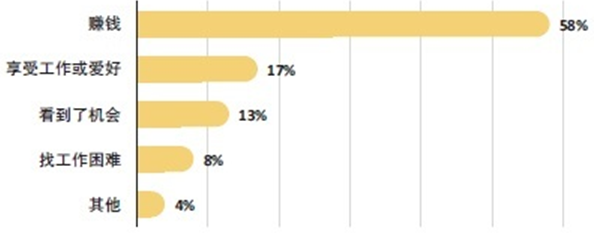 赚钱 58%
享受工作或爱好 17%
看到了机会 13%
找工作困难 8%
其他 4%